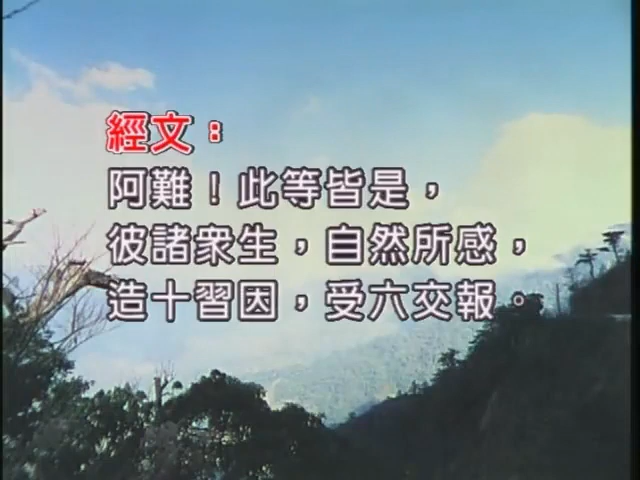 經文：
阿難！此等皆是，
彼諸眾生，自然所感，
造十習因，受六交報。